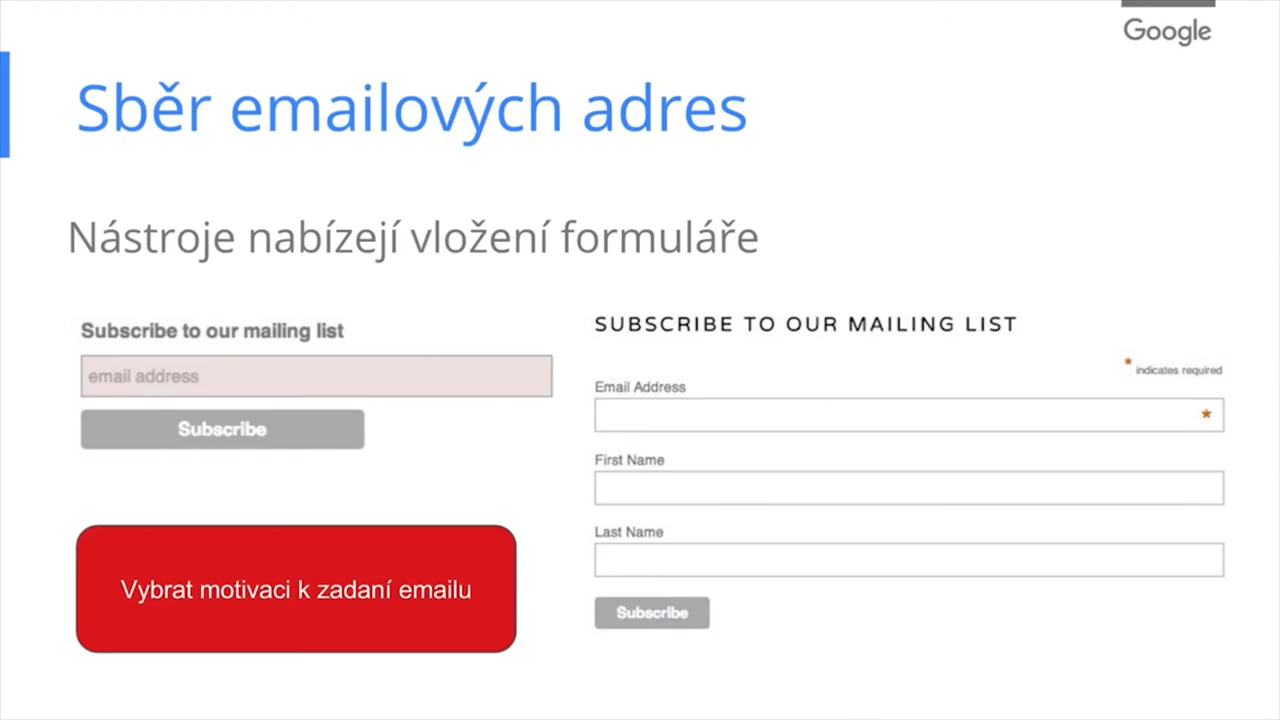 Google
Sběr emailových adres
Nástroje nabízejí vložení formuláře
Subscribe to our mailing list
email address
Subscribe
Vybrat motivaci k zadaní emailu
SUBSCRIBE TO OUR MAILING LIST
* indicates required
Email Address
*
First Name
Last Name
Subscribe